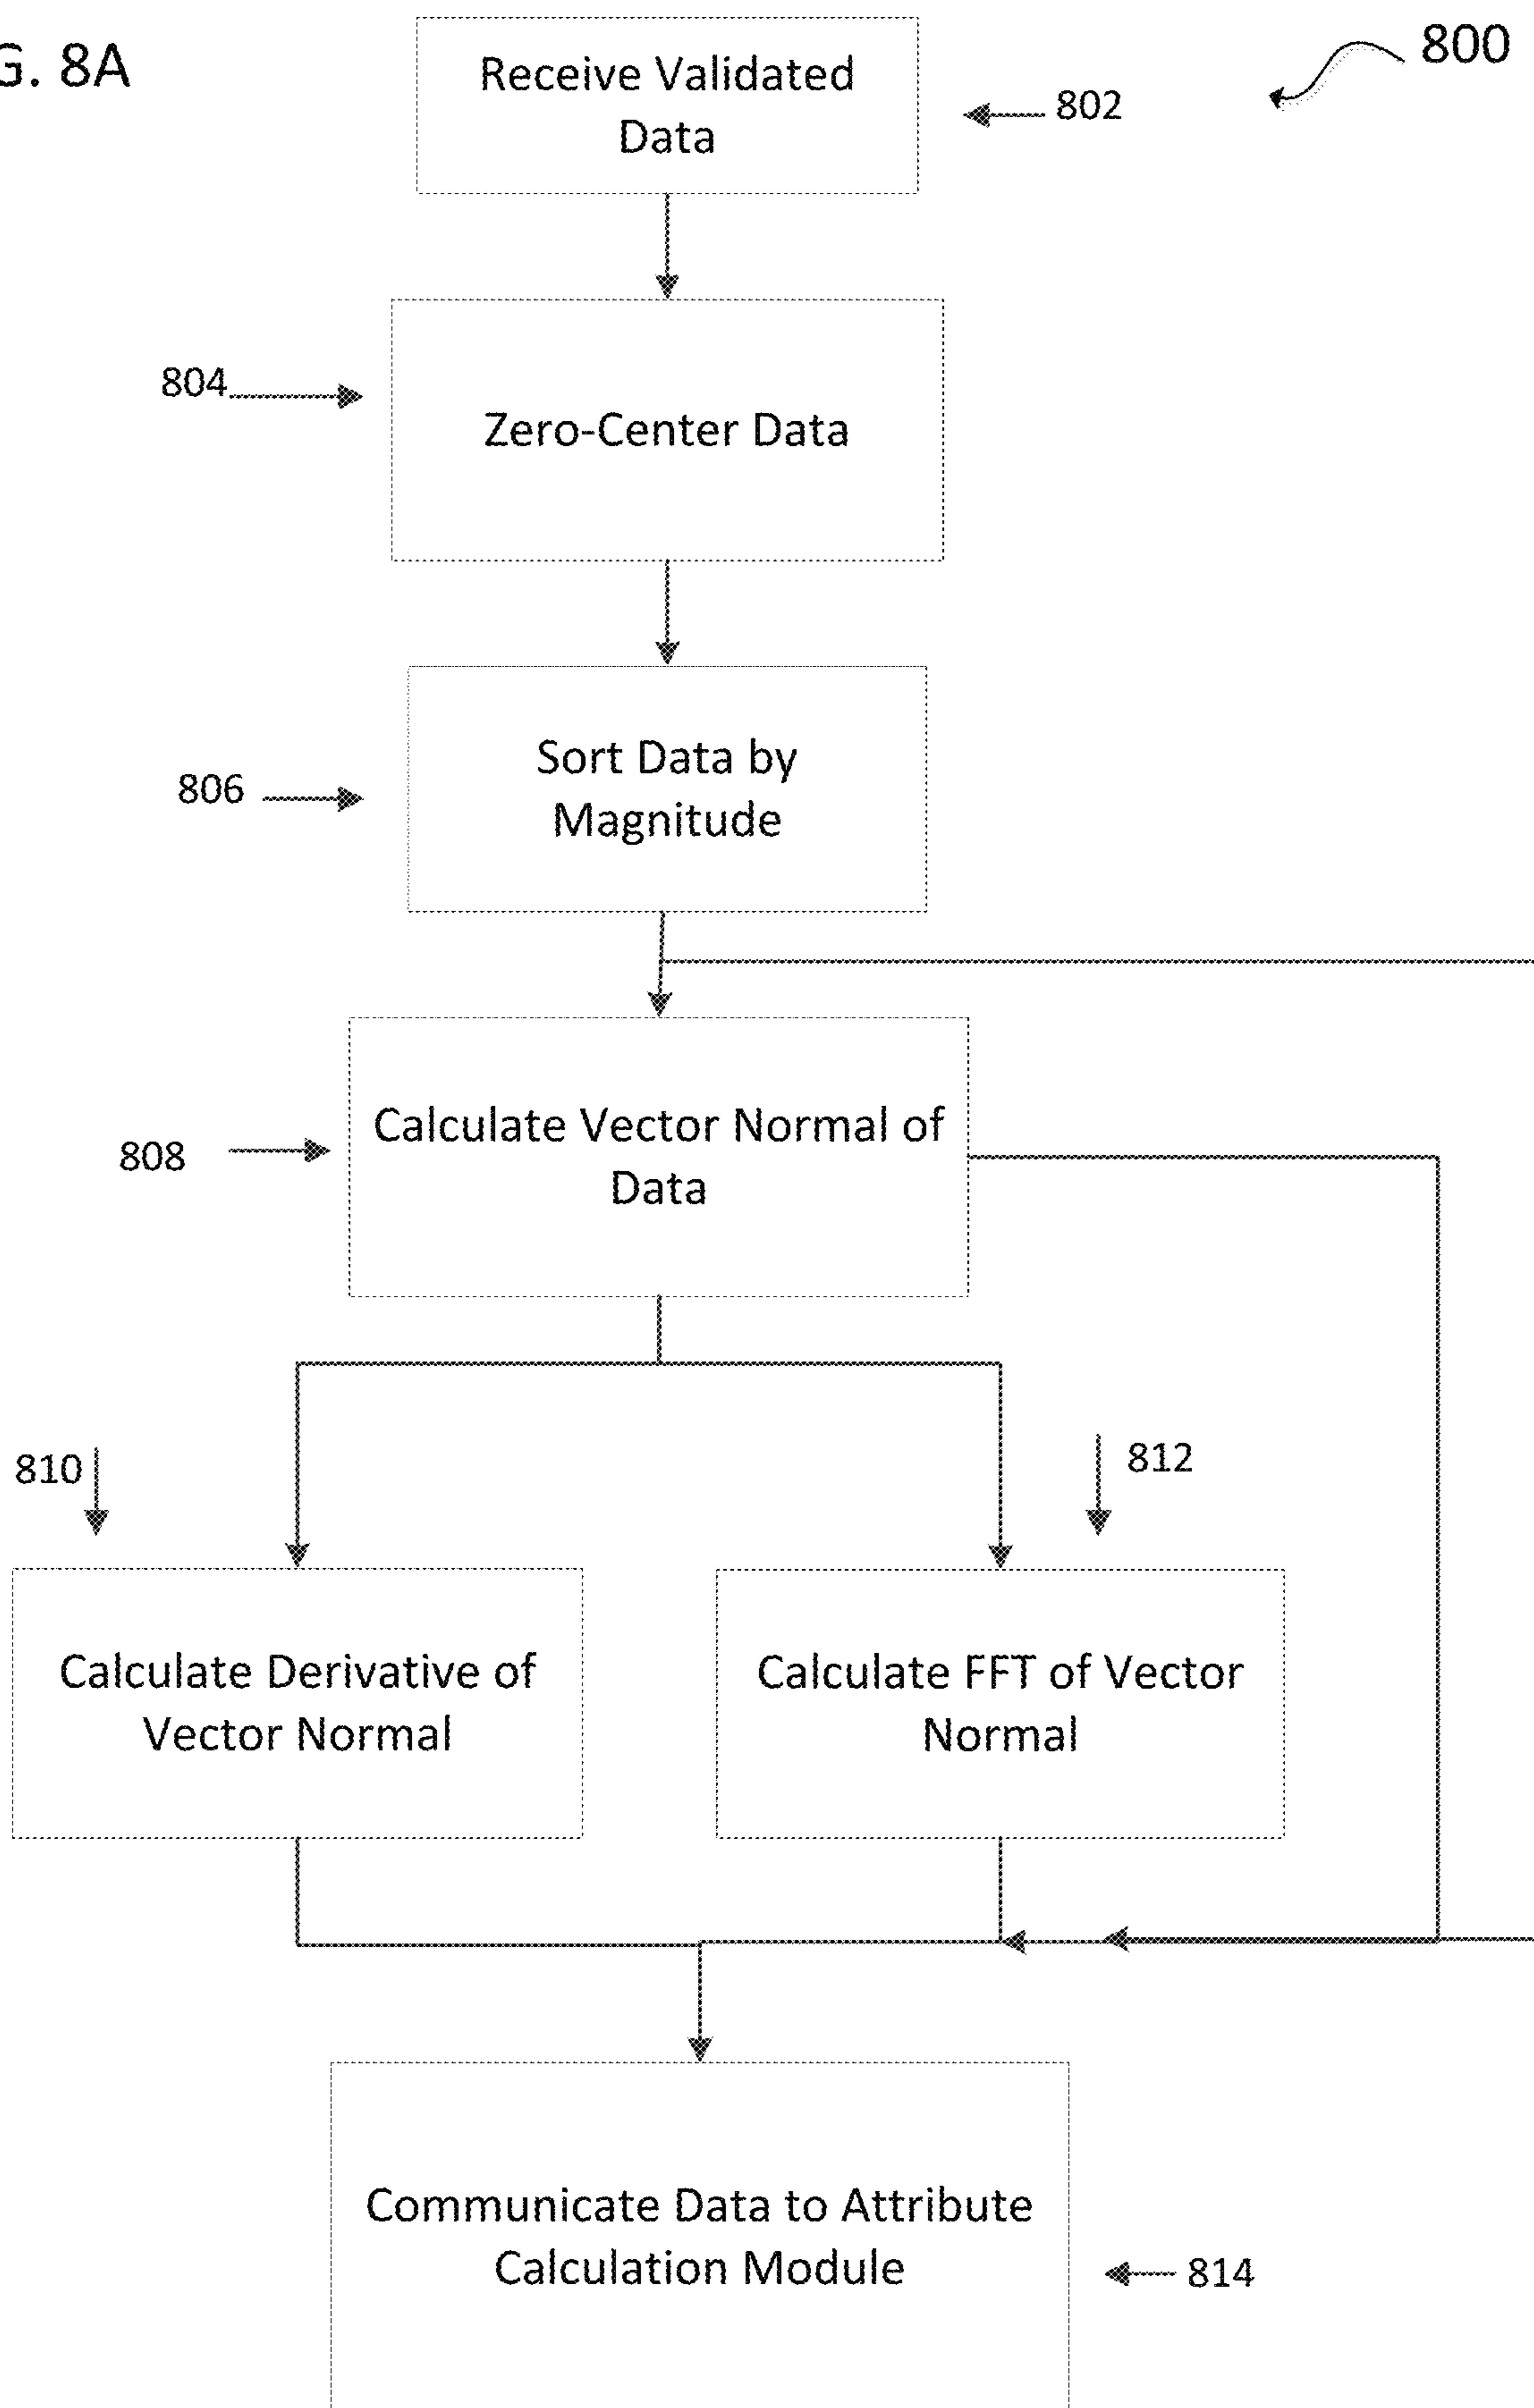 G. 8A
800
Receive Validated
Data
802
804
Zero-Center Data
806
Sort Data by
Magnitude
808
Calculate Vector Normal of
Data
810
812
Calculate Derivative of
Vector Normal
Calculate FFT of Vector
Normal
Communicate Data to Attribute
Calculation Module
814